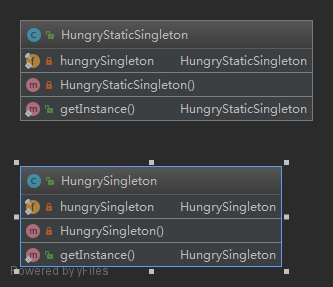 HungryStaticSingleton
hungrySingleton HungryStaticSingleton
HungryStaticSingleton()
getInstance() HungryStaticSingleton
HungrySingleton
hungrySingleton HungrySingleton
HungrySingleton()
getInstance() HungrySingleton
Powered by yFiles